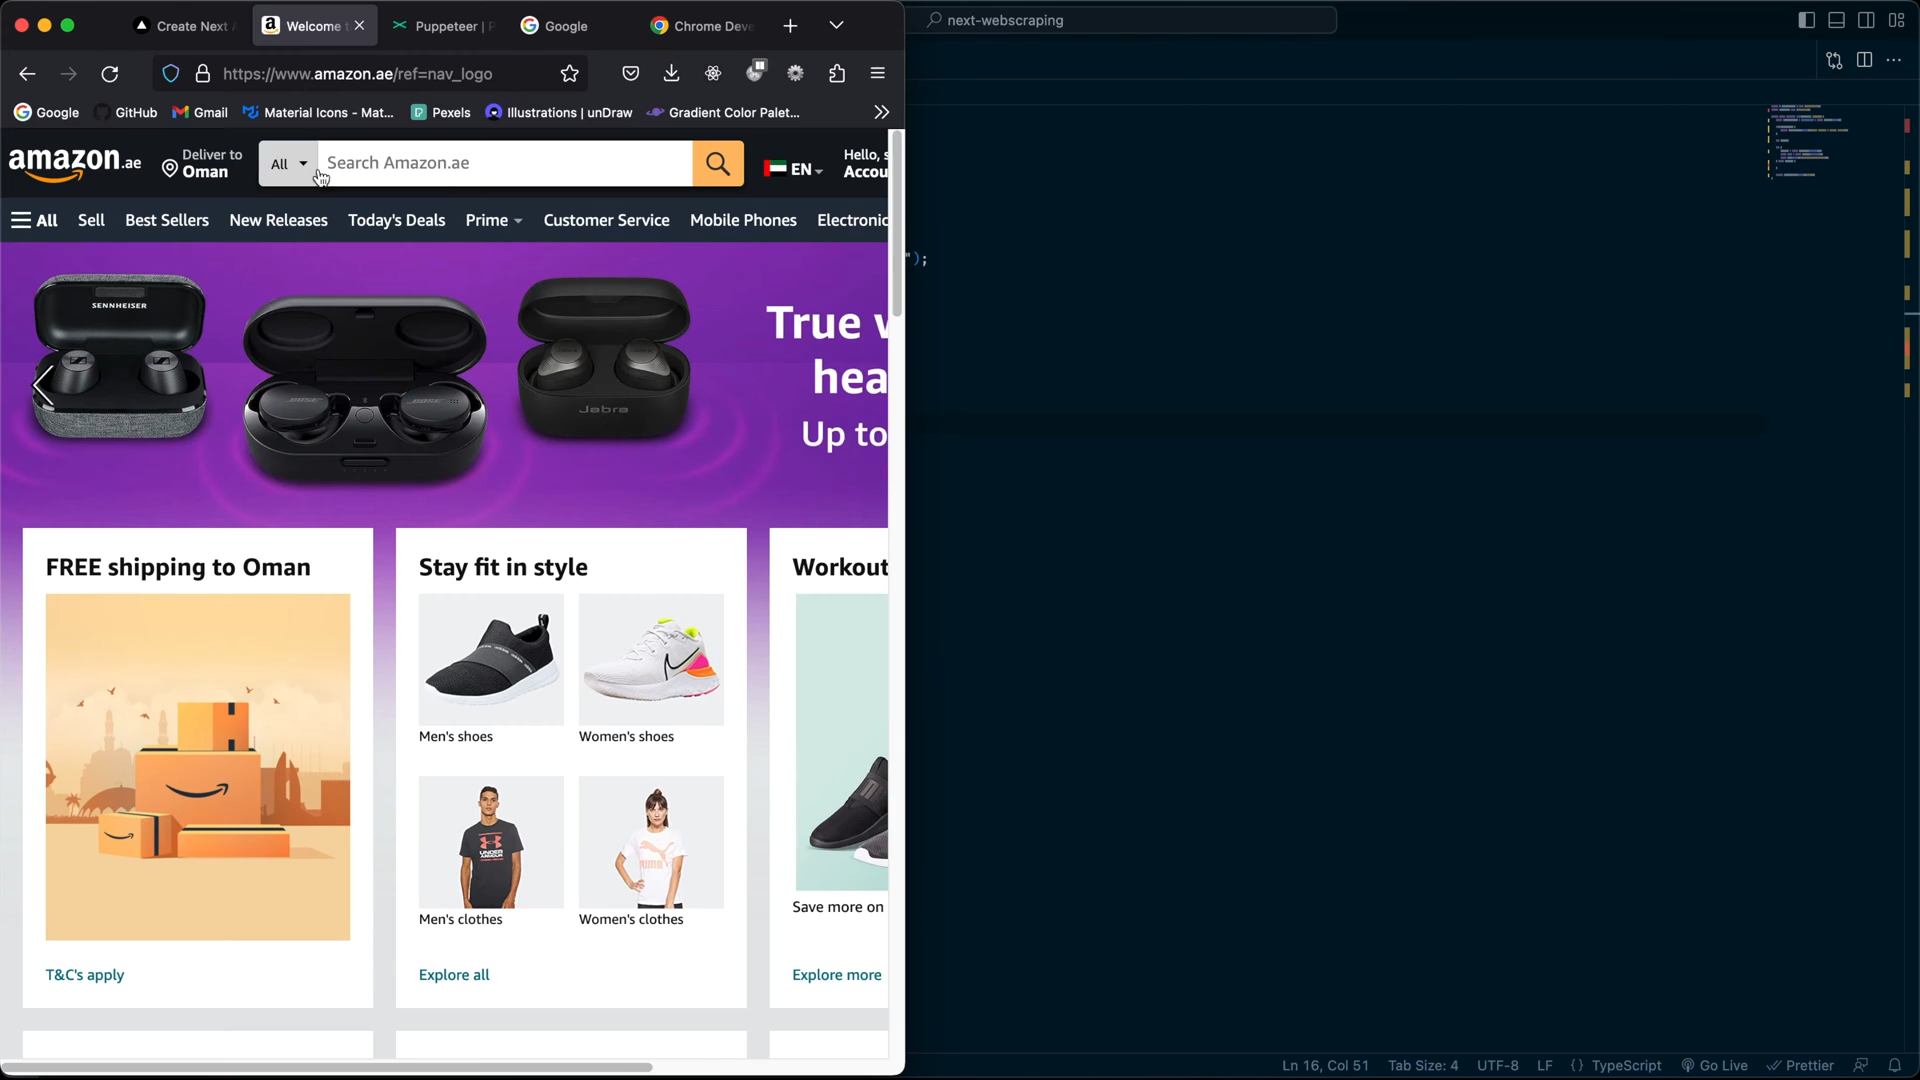 Create Next
Welcome t
Puppeteer | P
Google
Chrome Deve
next-webscraping
https://www.amazon.ae/ref=nav_logo
Google
GitHub
Gmail
Material Icons - Mat...
Pexels
Illustrations | unDraw
Gradient Color Palet...
amazon.ae
Deliver to
Oman
All
Search Amazon.ae
EN
Hello, s
Accou
All
Sell
Best Sellers
New Releases
Today's Deals
Prime
Customer Service
Mobile Phones
Electronic
");
SENNHEISER
BOSE
BOSE
Jabra
True w
hea
Up to
FREE shipping to Oman
Stay fit in style
Workout
Men's shoes
Women's shoes
UNDER ARMOUR
PUMA
Men's clothes
Women's clothes
Save more on
T&C's apply
Explore all
Explore more
Ln 16, Col 51
Tab Size: 4
UTF-8
LF
{} TypeScript
Go Live
Prettier